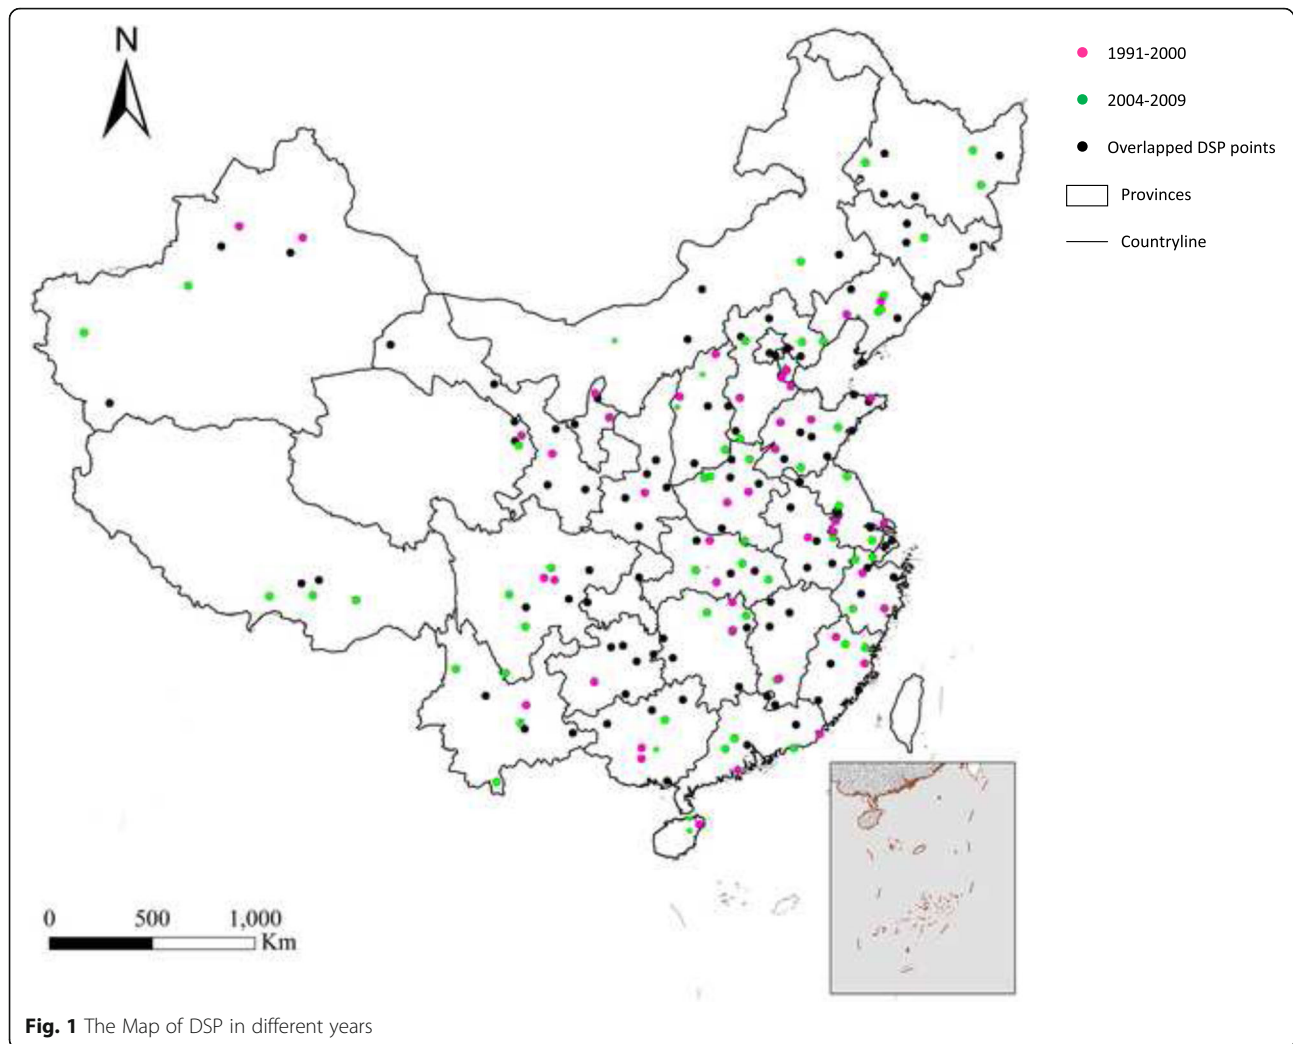 N
1991-2000
2004-2009
Overlapped DSP points
Provinces
Countryline
0 500 1,000
Km
Fig. 1 The Map of DSP in different years